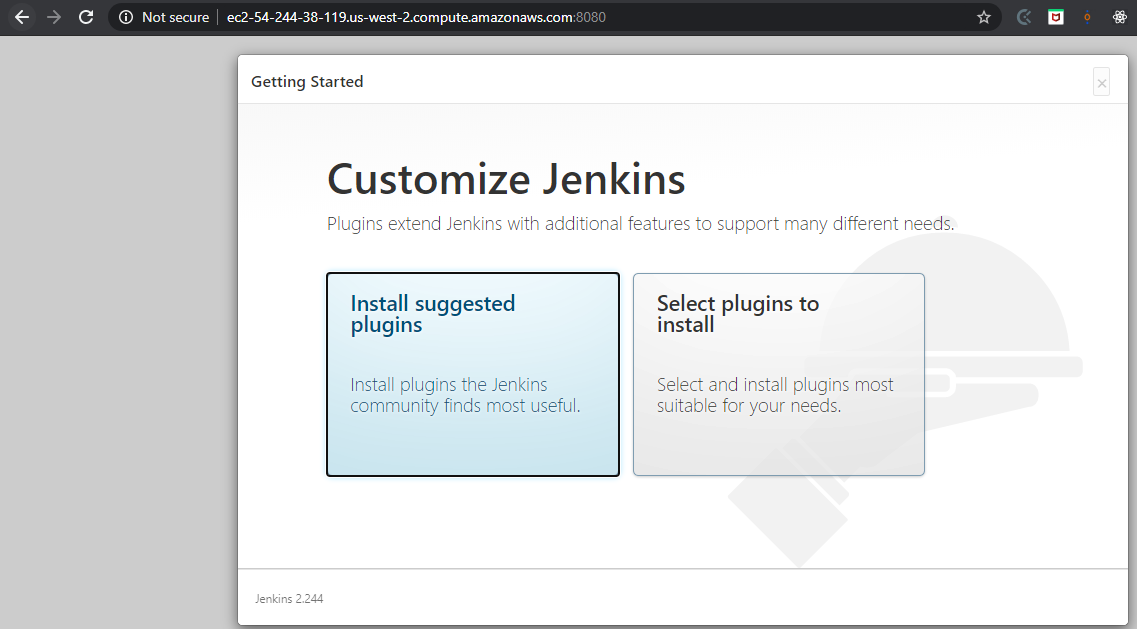 Not secure
ec2-54-244-38-119.us-west-2.compute.amazonaws.com:8080
Getting Started
×
Customize Jenkins
Plugins extend Jenkins with additional features to support many different needs.
Install suggested
plugins
Install plugins the Jenkins
community finds most useful.
Select plugins to
install
Select and install plugins most
suitable for your needs.
Jenkins 2.244